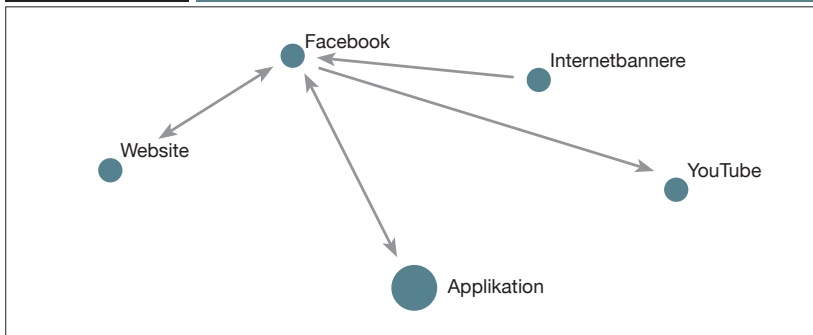 Facebook
Internetbannere
Website
YouTube
Applikation